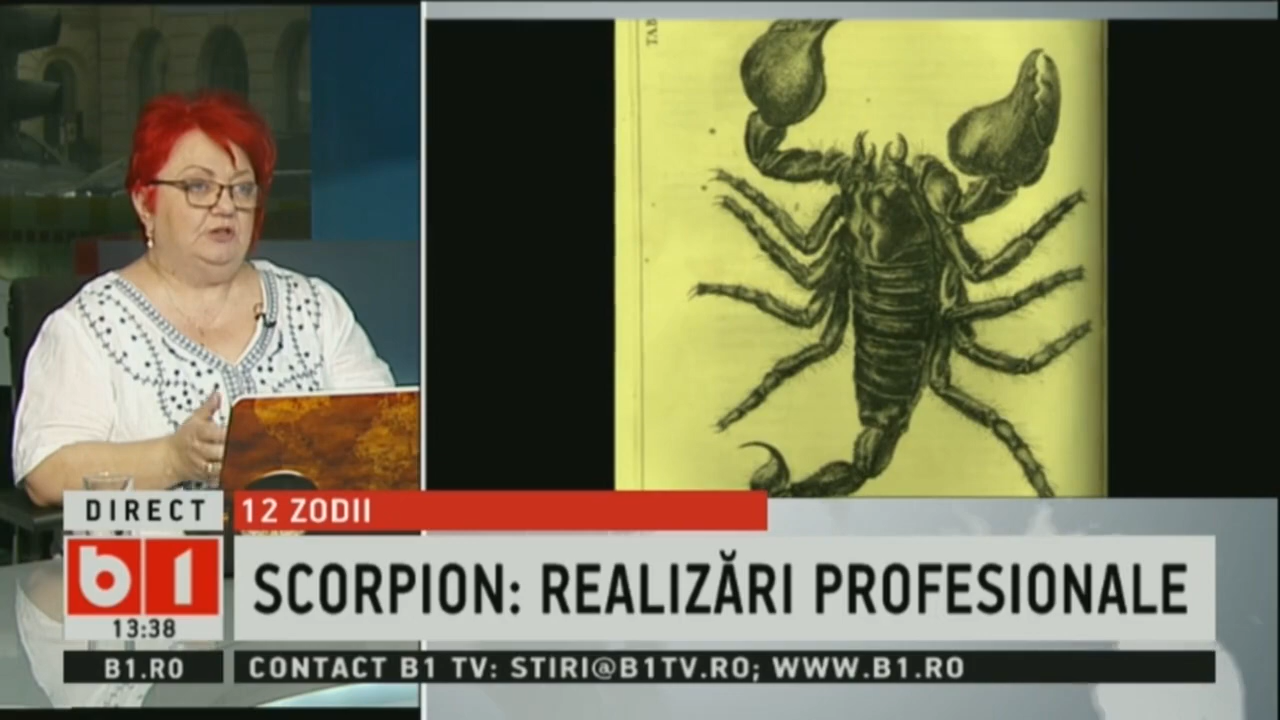 TAB
DIRECT
12 ZODII
b1
SCORPION: REALIZĂRI PROFESIONALE
13:38
B1.RO
CONTACT B1 TV: STIRI@B1TV.RO; WWW.B1.RO